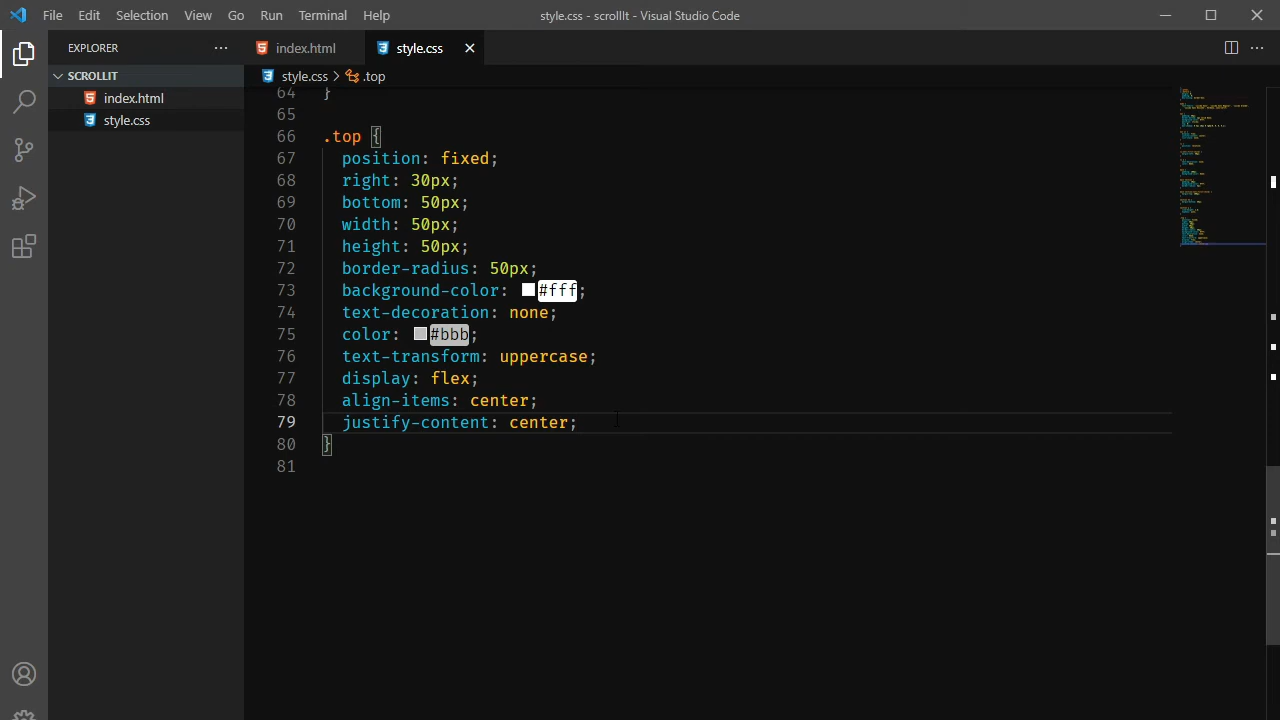 File Edit Selection View Go Run Terminal Help style.css - scrollIt - Visual Studio Code
EXPLORER ··· index.html style.css
SCROLLIT
style.css > .top
index.html
style.css
64 }
65
66 .top {
67 position: fixed;
68 right: 30px;
69 bottom: 50px;
70 width: 50px;
71 height: 50px;
72 border-radius: 50px;
73 background-color: #fff;
74 text-decoration: none;
75 color: #bbb;
76 text-transform: uppercase;
77 display: flex;
78 align-items: center;
79 justify-content: center;
80 }
81